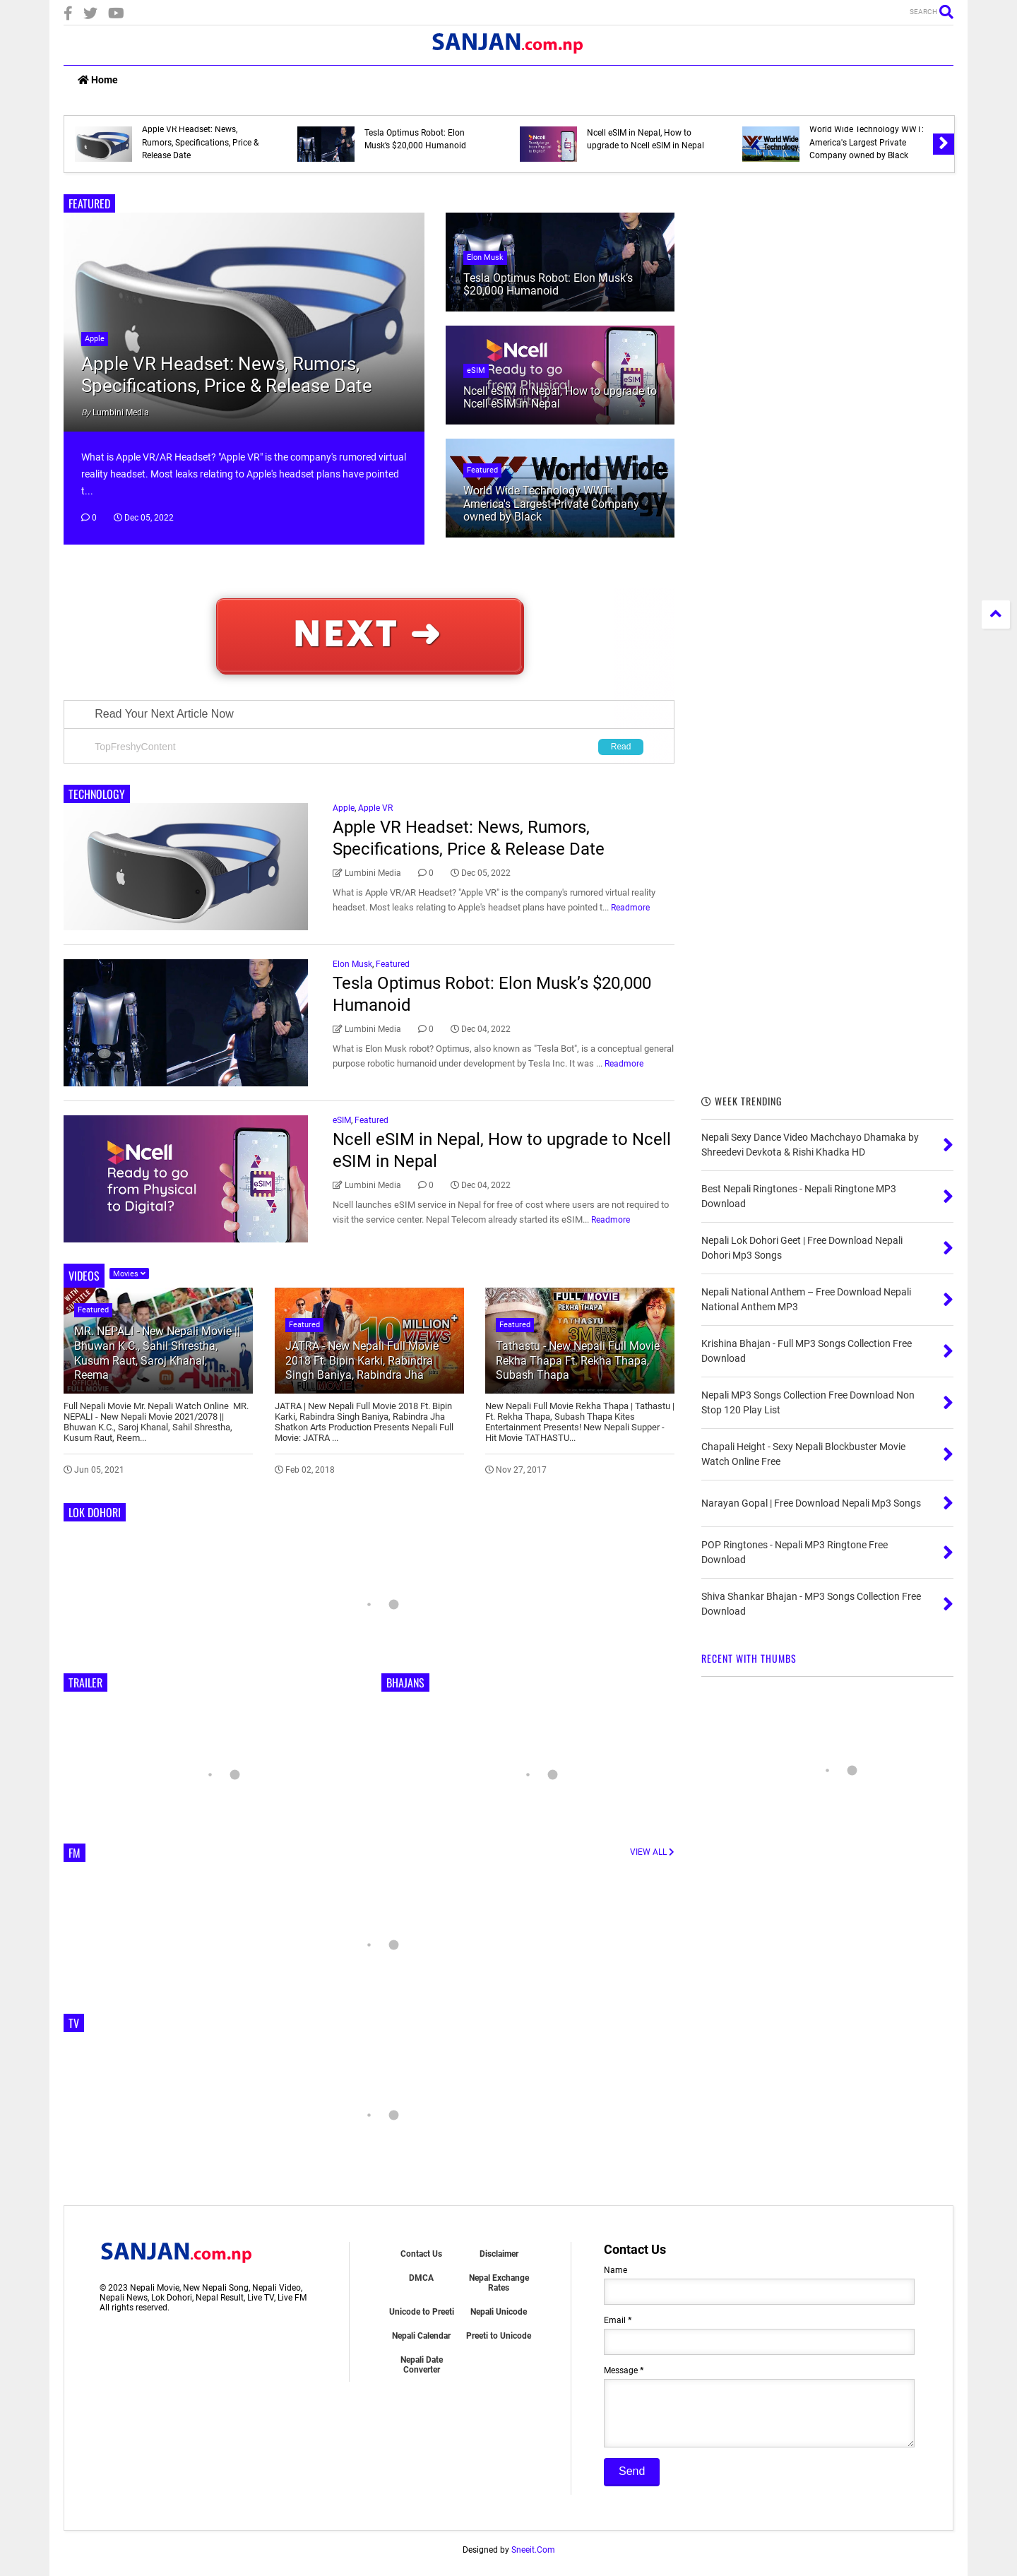 SEARCH
SANJAN.com.np
Home
Apple VR Headset: News,
Rumors, Specifications, Price &
Release Date
Tesla Optimus Robot: Elon
Musk's $20,000 Humanoid
Ncell eSIM in Nepal, How to
upgrade to Ncell eSIM in Nepal
World Wide Technology WWT:
America's Largest Private
Company owned by Black
FEATURED
Apple
Apple VR Headset: News, Rumors,
Specifications, Price & Release Date
By Lumbini Media
What is Apple VR/AR Headset? "Apple VR" is the company's rumored virtual
reality headset. Most leaks relating to Apple's headset plans have pointed
t...
0 Dec 05, 2022
Elon Musk
Tesla Optimus Robot: Elon Musk's
$20,000 Humanoid
Ncell
Ready to go
from Physical
eSIM
eSIM
Ncell eSIM in Nepal, How to upgrade to
Ncell eSIM in Nepal
World Wide
Technology
Featured
World Wide Technology WWT:
America's Largest Private Company
owned by Black
NEXT ➜
Read Your Next Article Now
TopFreshyContent
Read
TECHNOLOGY
Apple, Apple VR
Apple VR Headset: News, Rumors,
Specifications, Price & Release Date
Lumbini Media 0 Dec 05, 2022
What is Apple VR/AR Headset? "Apple VR" is the company's rumored virtual reality
headset. Most leaks relating to Apple's headset plans have pointed t... Readmore
Elon Musk, Featured
Tesla Optimus Robot: Elon Musk's $20,000
Humanoid
Lumbini Media 0 Dec 04, 2022
What is Elon Musk robot? Optimus, also known as "Tesla Bot", is a conceptual general
purpose robotic humanoid under development by Tesla Inc. It was ... Readmore
Ncell
Ready to go
from Physical
to Digital?
eSIM
eSIM, Featured
Ncell eSIM in Nepal, How to upgrade to Ncell
eSIM in Nepal
Lumbini Media 0 Dec 04, 2022
Ncell launches eSIM service in Nepal for free of cost where users are not required to
visit the service center. Nepal Telecom already started its eSIM... Readmore
VIDEOS
Movies
Featured
MR. NEPALI - New Nepali Movie ||
Bhuwan K.C., Sahil Shrestha,
Kusum Raut, Saroj Khanal,
Reema
Full Nepali Movie Mr. Nepali Watch Online MR.
NEPALI - New Nepali Movie 2021/2078 ||
Bhuwan K.C., Saroj Khanal, Sahil Shrestha,
Kusum Raut, Reem...
Jun 05, 2021
10 MILLION+
VIEWS
Featured
JATRA - New Nepali Full Movie
2018 Ft. Bipin Karki, Rabindra
Singh Baniya, Rabindra Jha
JATRA | New Nepali Full Movie 2018 Ft. Bipin
Karki, Rabindra Singh Baniya, Rabindra Jha
Shatkon Arts Production Presents Nepali Full
Movie: JATRA ...
Feb 02, 2018
FULL MOVIE
REKHA THAPA
TATHASTU
Featured
Tathastu - New Nepali Full Movie
Rekha Thapa Ft. Rekha Thapa,
Subash Thapa
New Nepali Full Movie Rekha Thapa | Tathastu |
Ft. Rekha Thapa, Subash Thapa Kites
Entertainment Presents! New Nepali Supper -
Hit Movie TATHASTU...
Nov 27, 2017
LOK DOHORI
TRAILER
BHAJANS
FM
VIEW ALL
TV
WEEK TRENDING
Nepali Sexy Dance Video Machchayo Dhamaka by
Shreedevi Devkota & Rishi Khadka HD
Best Nepali Ringtones - Nepali Ringtone MP3
Download
Nepali Lok Dohori Geet | Free Download Nepali
Dohori Mp3 Songs
Nepali National Anthem – Free Download Nepali
National Anthem MP3
Krishina Bhajan - Full MP3 Songs Collection Free
Download
Nepali MP3 Songs Collection Free Download Non
Stop 120 Play List
Chapali Height - Sexy Nepali Blockbuster Movie
Watch Online Free
Narayan Gopal | Free Download Nepali Mp3 Songs
POP Ringtones - Nepali MP3 Ringtone Free
Download
Shiva Shankar Bhajan - MP3 Songs Collection Free
Download
RECENT WITH THUMBS
SANJAN.com.np
© 2023 Nepali Movie, New Nepali Song, Nepali Video,
Nepali News, Lok Dohori, Nepal Result, Live TV, Live FM
All rights reserved.
Contact Us
Disclaimer
DMCA
Nepal Exchange
Rates
Unicode to Preeti
Nepali Unicode
Nepali Calendar
Preeti to Unicode
Nepali Date
Converter
Contact Us
Name
Email *
Message *
Send
Designed by Sneeit.Com